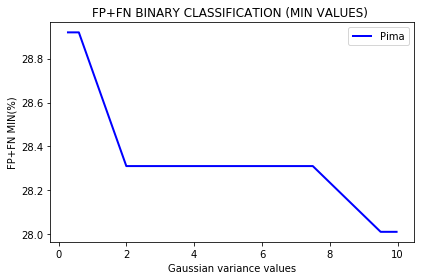 FP+FN BINARY CLASSIFICATION (MIN VALUES)
Pima
28.8
28.6
28.4
28.2
28.0
FP+FN MIN(%)
0 2 4 6 8 10
Gaussian variance values